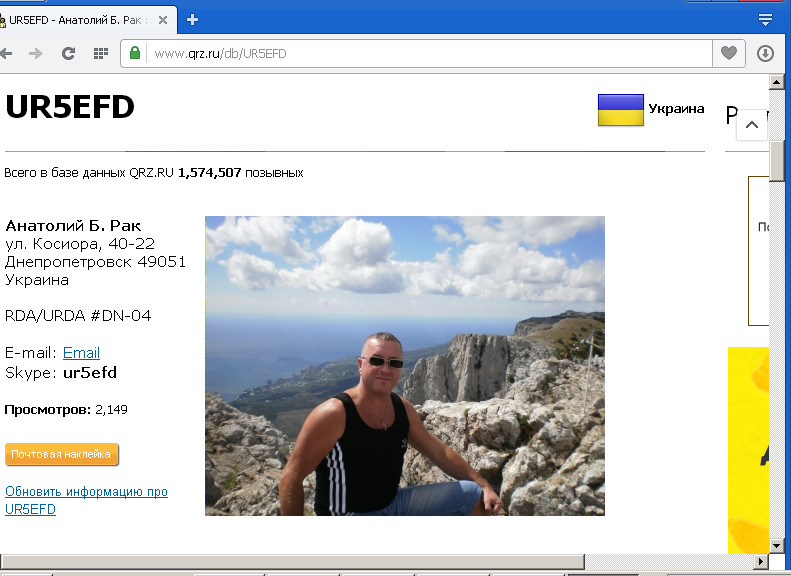 UR5EFD - Анатолий Б. Рак :
www.qrz.ru/db/UR5EFD
UR5EFD
Украина
Всего в базе данных QRZ.RU 1,574,507 позывных
Анатолий Б. Рак
ул. Косиора, 40-22
Днепропетровск 49051
Украина
RDA/URDA #DN-04
E-mail: Email
Skype: ur5efd
Просмотров: 2,149
Почтовая наклейка
Обновить информацию про
UR5EFD